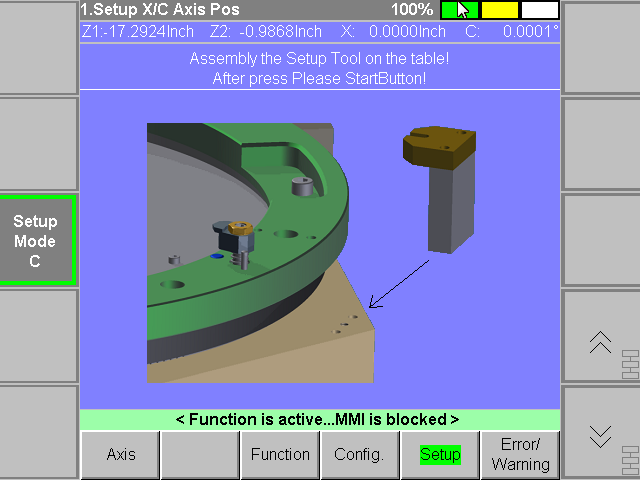 1.Setup X/C Axis Pos 100%
Z1:-17.2924Inch Z2: -0.9868Inch X: 0.0000Inch C: 0.0001°
Assembly the Setup Tool on the table!
After press Please StartButton!
Setup
Mode
C
< Function is active...MMI is blocked >
Axis
Function
Config.
Setup
Error/
Warning